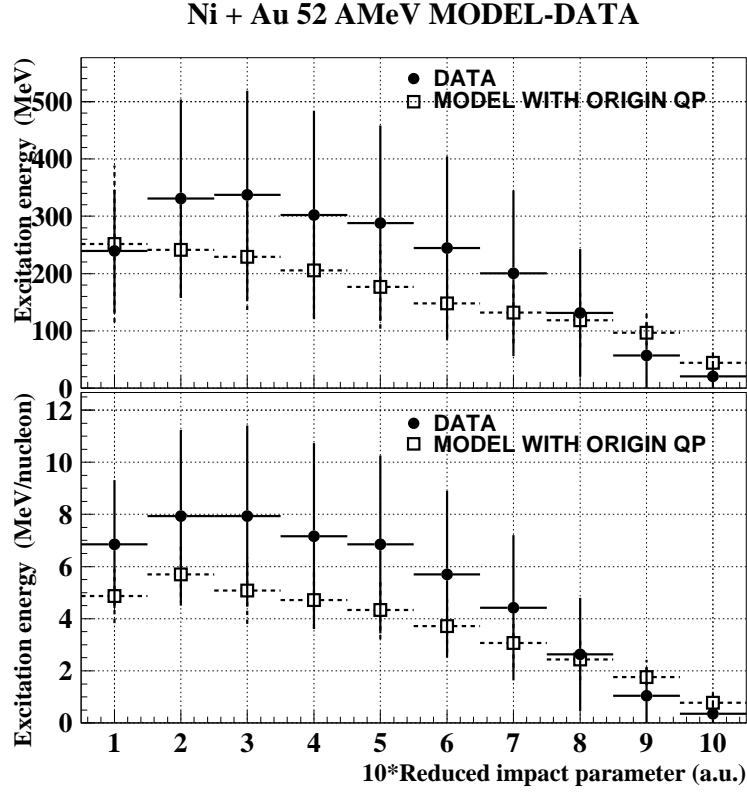 Ni + Au 52 AMeV MODEL-DATA
Excitation energy (MeV)
500
400
300
200
100
0
DATA
MODEL WITH ORIGIN QP
Excitation energy (MeV/nucleon)
12
10
8
6
4
2
0
DATA
MODEL WITH ORIGIN QP
1 2 3 4 5 6 7 8 9 10
10*Reduced impact parameter (a.u.)